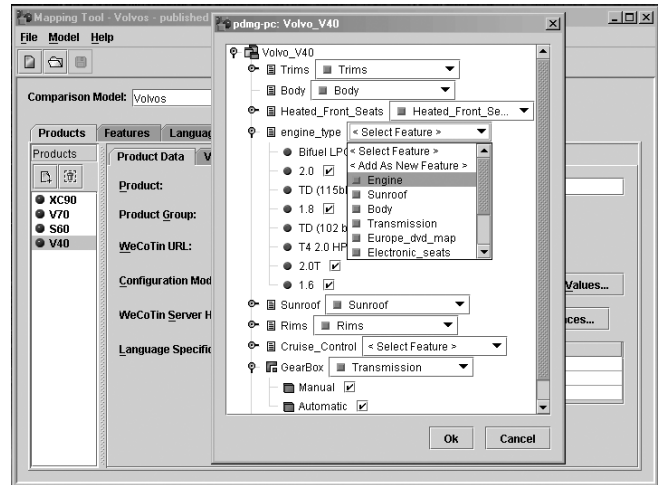 Mapping Tool - Volvos - published
File Model Help
Comparison Model: Volvos
Products Features Languag
Products
XC90
V70
S60
V40
Product Data V
Product:
Product Group:
WeCoTin URL:
Configuration Mod
WeCoTin Server H
Language Specific
Values...
nces...
pdmg-pc: Volvo_V40
Volvo_V40
Trims Trims
Body Body
Heated_Front_Seats Heated_Front_Se...
engine_type < Select Feature >
Bifuel LPG
2.0
TD (115bl
1.8
TD (102 b
T4 2.0 HP
2.0T
1.6
< Select Feature >
< Add As New Feature >
Engine
Sunroof
Body
Transmission
Europe_dvd_map
Electronic_seats
Sunroof Sunroof
Rims Rims
Cruise_Control < Select Feature >
GearBox Transmission
Manual
Automatic
Ok Cancel